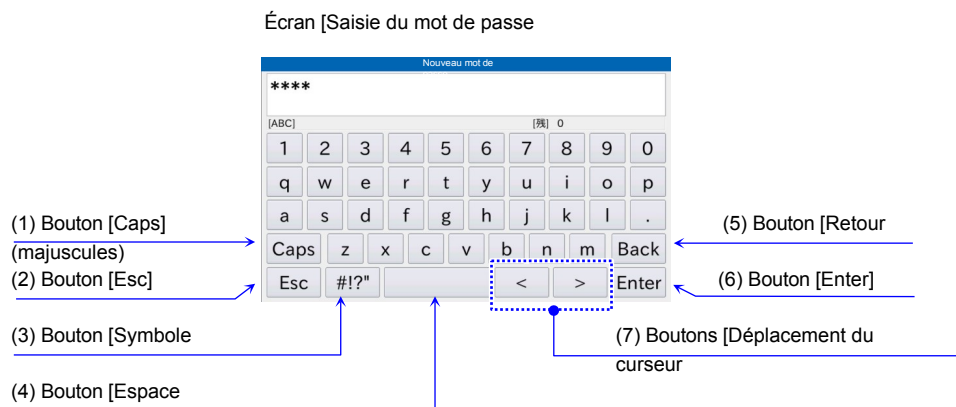 Écran [Saisie du mot de passe
Nouveau mot de
****
[ABC] [残] 0
1 2 3 4 5 6 7 8 9 0
q w e r t y u i o p
a s d f g h j k l .
Caps z x c v b n m Back
Esc #!?" < > Enter
(1) Bouton [Caps]
(majuscules)
(2) Bouton [Esc]
(3) Bouton [Symbole
(4) Bouton [Espace
(5) Bouton [Retour
(6) Bouton [Enter]
(7) Boutons [Déplacement du
curseur